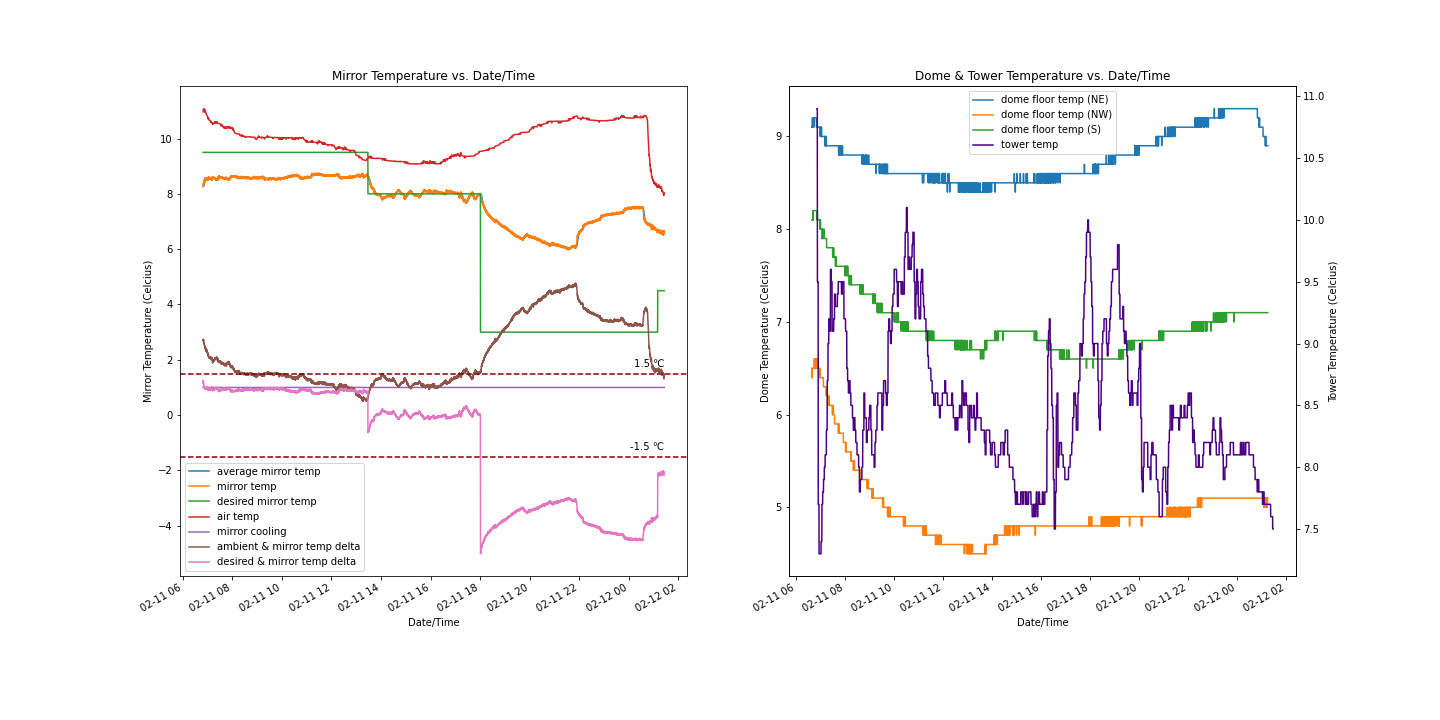 Mirror Temperature vs. Date/Time
Mirror Temperature (Celcius)
10
8
6
4
2
0
−2
−4
1.5 °C
-1.5 °C
average mirror temp
mirror temp
desired mirror temp
air temp
mirror cooling
ambient & mirror temp delta
desired & mirror temp delta
02-11 06
02-11 08
02-11 10
02-11 12
02-11 14
02-11 16
02-11 18
02-11 20
02-11 22
02-12 00
02-12 02
Date/Time
Dome & Tower Temperature vs. Date/Time
Dome Temperature (Celcius)
9
8
7
6
5
dome floor temp (NE)
dome floor temp (NW)
dome floor temp (S)
tower temp
11.0
10.5
10.0
9.5
9.0
8.5
8.0
7.5
Tower Temperature (Celcius)
02-11 06
02-11 08
02-11 10
02-11 12
02-11 14
02-11 16
02-11 18
02-11 20
02-11 22
02-12 00
02-12 02
Date/Time